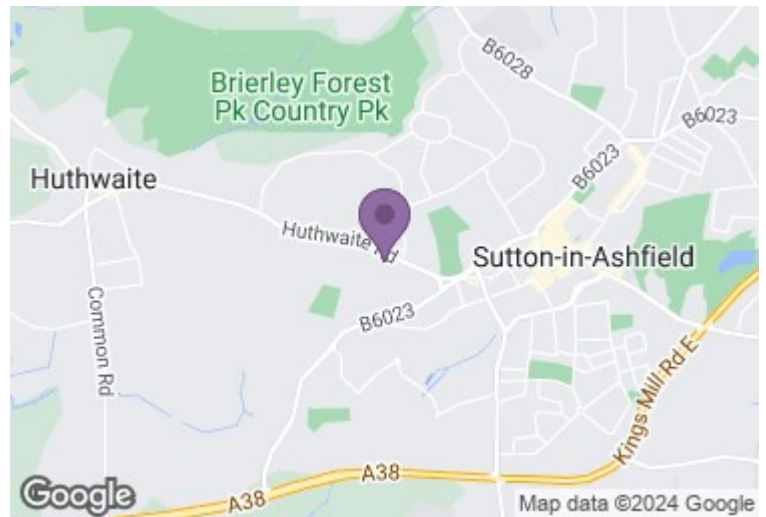 Brierley Forest
Pk Country Pk
B6028
B6023
B6023
Huthwaite
Huthwaite Rd
Sutton-in-Ashfield
Common Rd
B6023
Kings Mill Rd E
A38
A38
Google
Map data ©2024 Google